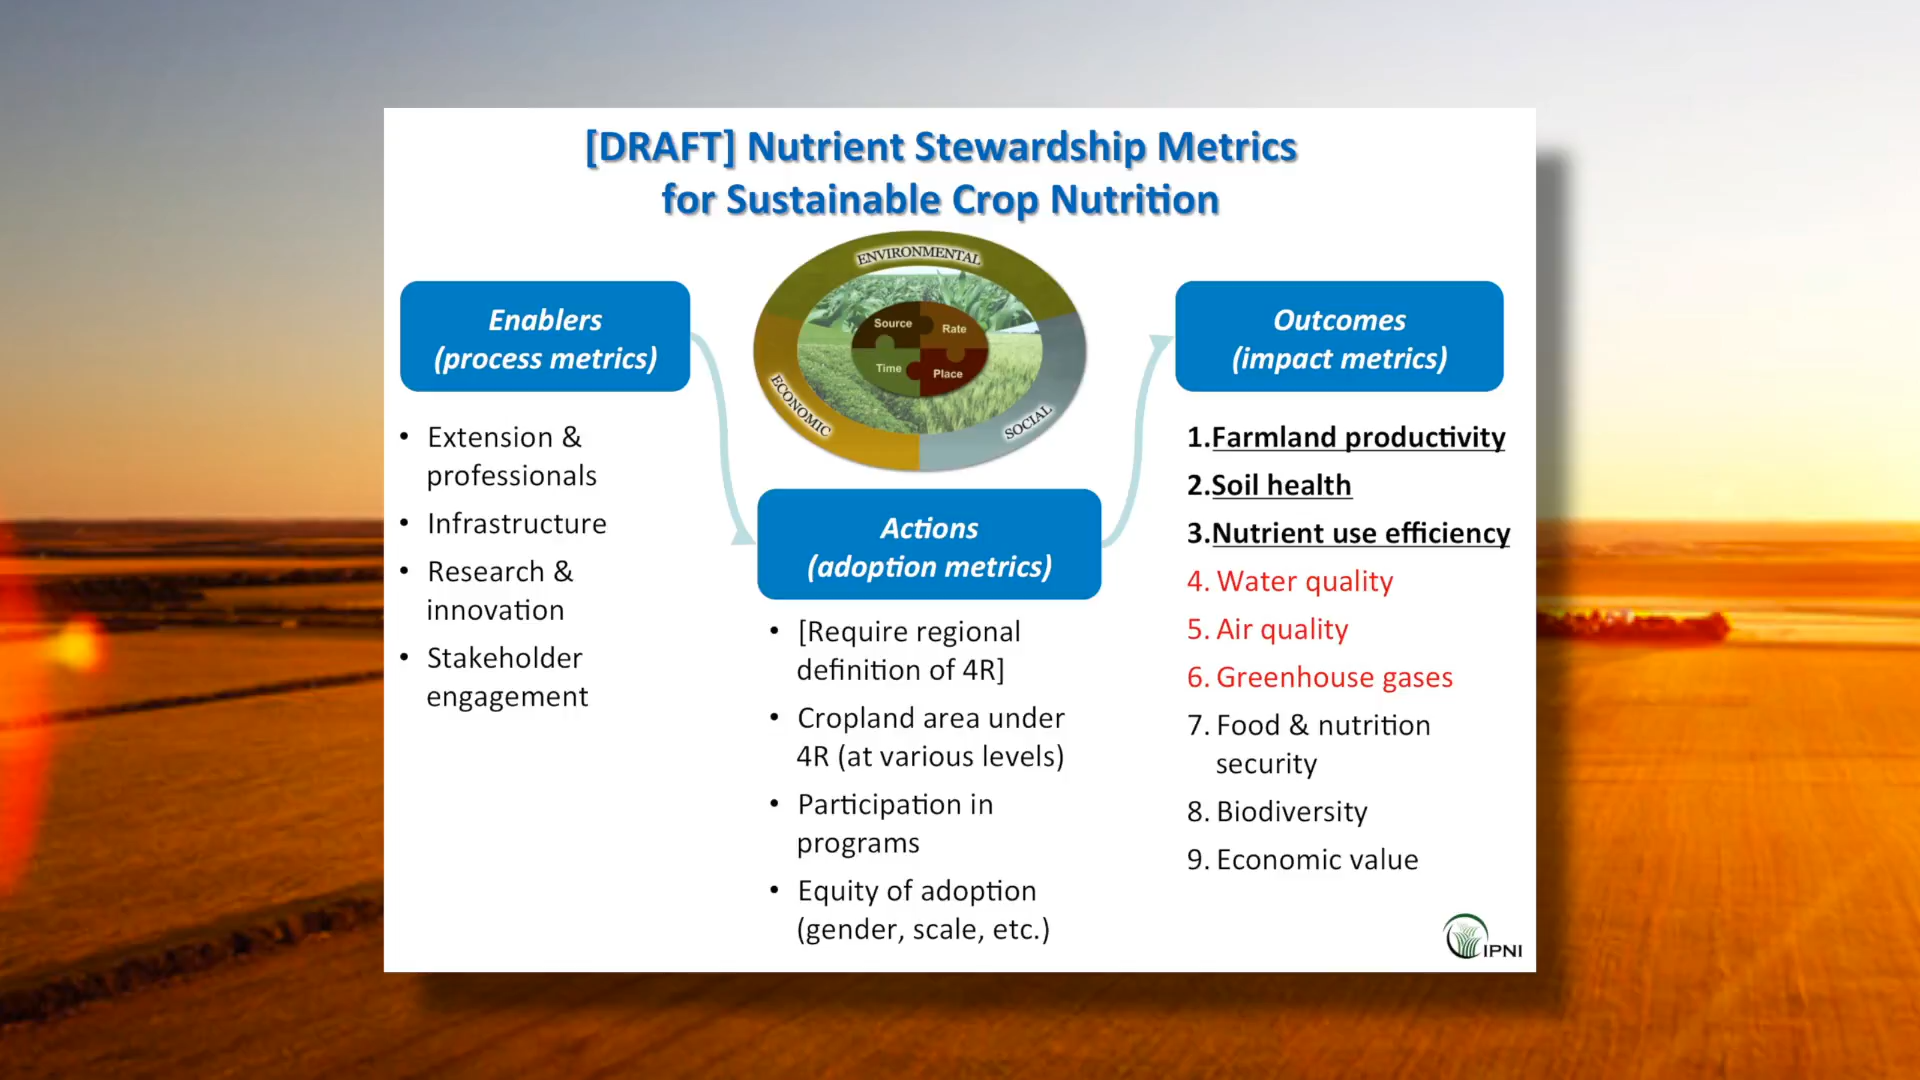 [DRAFT] Nutrient Stewardship Metrics
for Sustainable Crop Nutrition
ENVIRONMENTAL
ECONOMIC
SOCIAL
Source
Rate
Time
Place
Enablers
(process metrics)
• Extension &
professionals
• Infrastructure
• Research &
innovation
• Stakeholder
engagement
Actions
(adoption metrics)
• [Require regional
definition of 4R]
• Cropland area under
4R (at various levels)
• Participation in
programs
• Equity of adoption
(gender, scale, etc.)
Outcomes
(impact metrics)
1.Farmland productivity
2.Soil health
3.Nutrient use efficiency
4. Water quality
5. Air quality
6. Greenhouse gases
7. Food & nutrition
security
8. Biodiversity
9. Economic value
IPNI